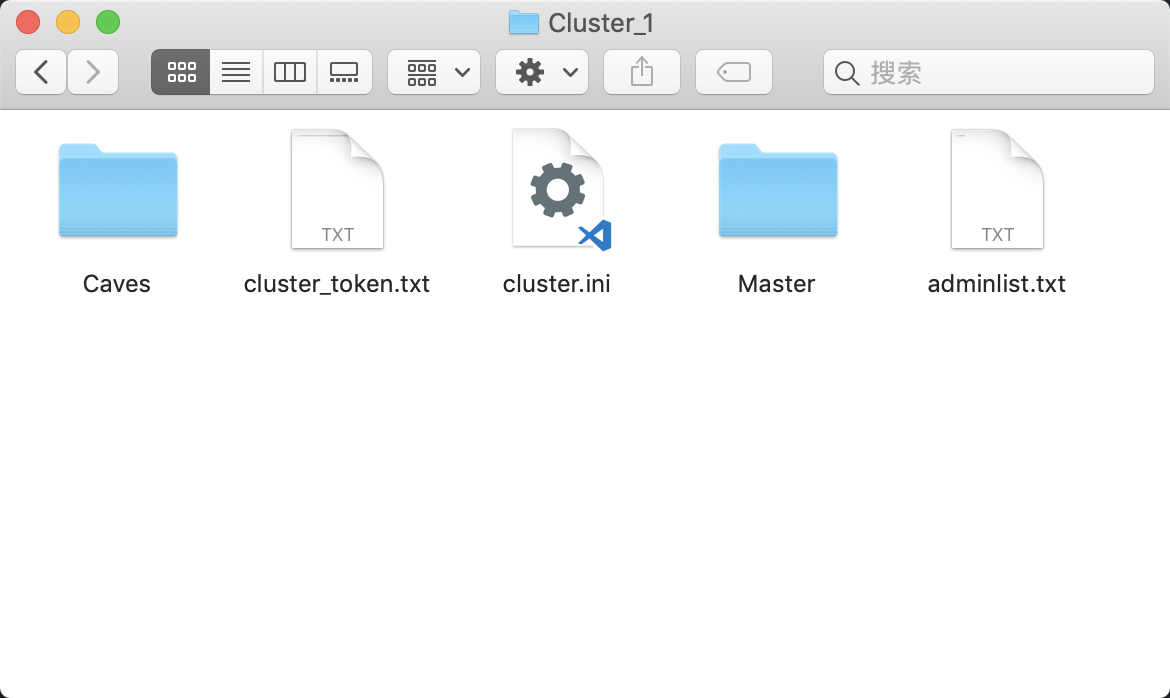 Cluster_1
搜索
TXT
TXT
Caves
cluster_token.txt
cluster.ini
Master
adminlist.txt